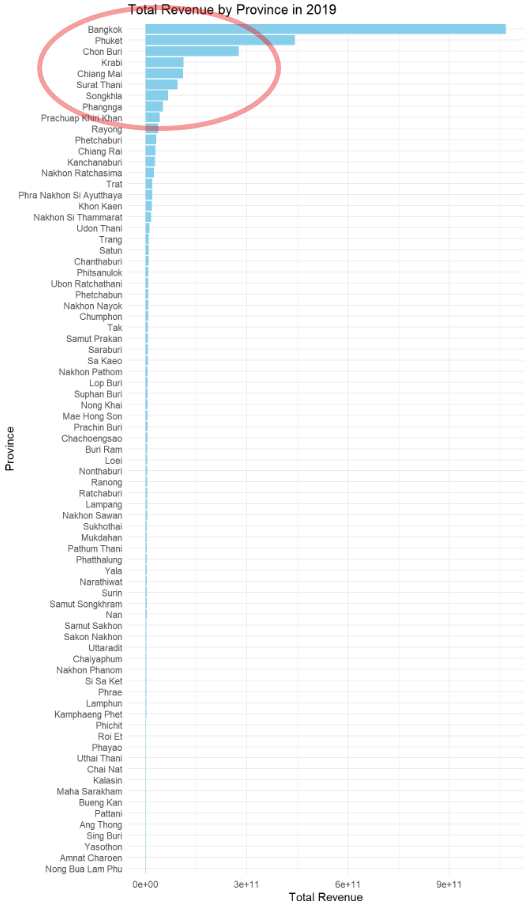 Total Revenue by Province in 2019
Bangkok
Phuket
Chon Buri
Krabi
Chiang Mai
Surat Thani
Songkhla
Phangnga
Prachuap Khiri Khan
Rayong
Phetchaburi
Chiang Rai
Kanchanaburi
Nakhon Ratchasima
Trat
Phra Nakhon Si Ayutthaya
Khon Kaen
Nakhon Si Thammarat
Udon Thani
Trang
Satun
Chanthaburi
Phitsanulok
Ubon Ratchathani
Phetchabun
Nakhon Nayok
Chumphon
Tak
Samut Prakan
Saraburi
Sa Kaeo
Nakhon Pathom
Lop Buri
Suphan Buri
Nong Khai
Mae Hong Son
Prachin Buri
Chachoengsao
Buri Ram
Loei
Nonthaburi
Ranong
Ratchaburi
Lampang
Nakhon Sawan
Sukhothai
Mukdahan
Pathum Thani
Phatthalung
Yala
Narathiwat
Surin
Samut Songkhram
Nan
Samut Sakhon
Sakon Nakhon
Uttaradit
Chaiyaphum
Nakhon Phanom
Si Sa Ket
Phrae
Lamphun
Kamphaeng Phet
Phichit
Roi Et
Phayao
Uthai Thani
Chai Nat
Kalasin
Maha Sarakham
Bueng Kan
Pattani
Ang Thong
Sing Buri
Yasothon
Amnat Charoen
Nong Bua Lam Phu
Province
0e+00 3e+11 6e+11 9e+11
Total Revenue